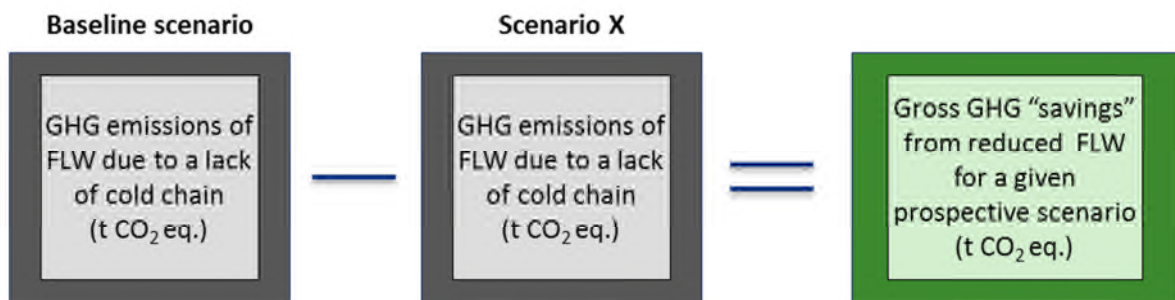 Baseline scenario
Scenario X
GHG emissions of
FLW due to a lack
of cold chain
(t CO₂ eq.)
—
GHG emissions of
FLW due to a lack
of cold chain
(t CO₂ eq.)
=
Gross GHG “savings”
from reduced FLW
for a given
prospective scenario
(t CO₂ eq.)